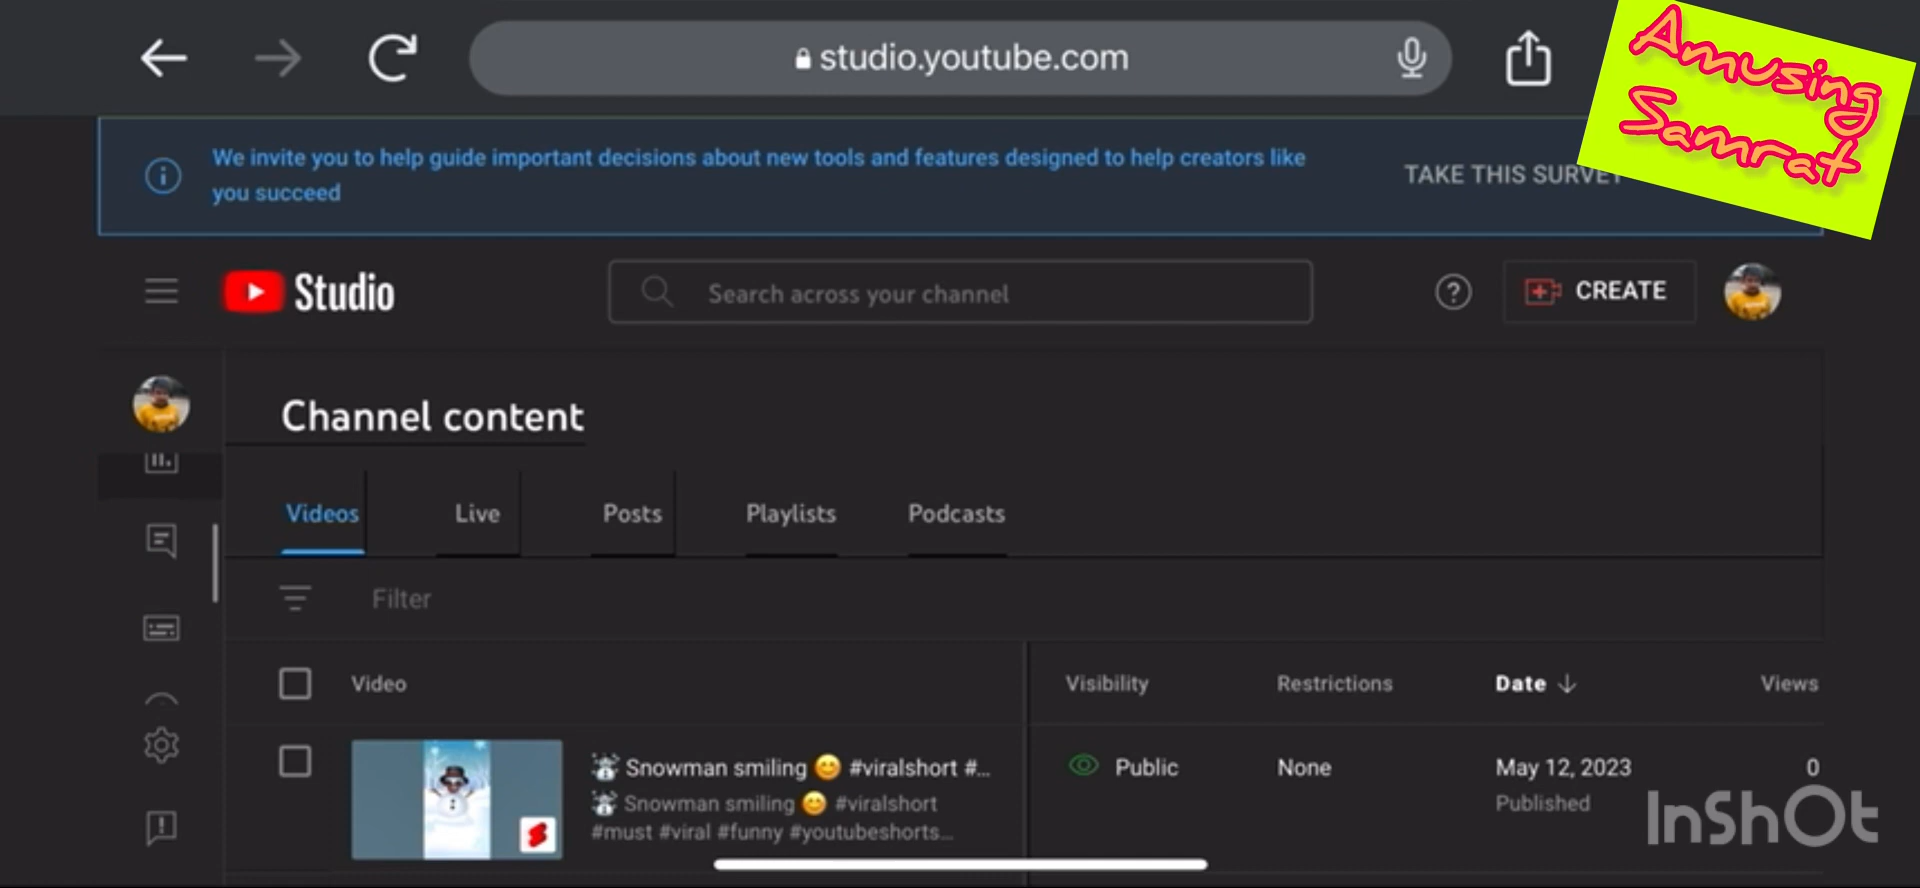 studio.youtube.com
Amusing
Samrat
We invite you to help guide important decisions about new tools and features designed to help creators like
you succeed
TAKE THIS SURVEY
Studio
Search across your channel
CREATE
Channel content
Videos Live Posts Playlists Podcasts
Filter
Video Visibility Restrictions Date Views
☃️ Snowman smiling 😊 #viralshort #... Public None May 12, 2023 0
☃️ Snowman smiling 😊 #viralshort Published
#must #viral #funny #youtubeshorts...
InShOt